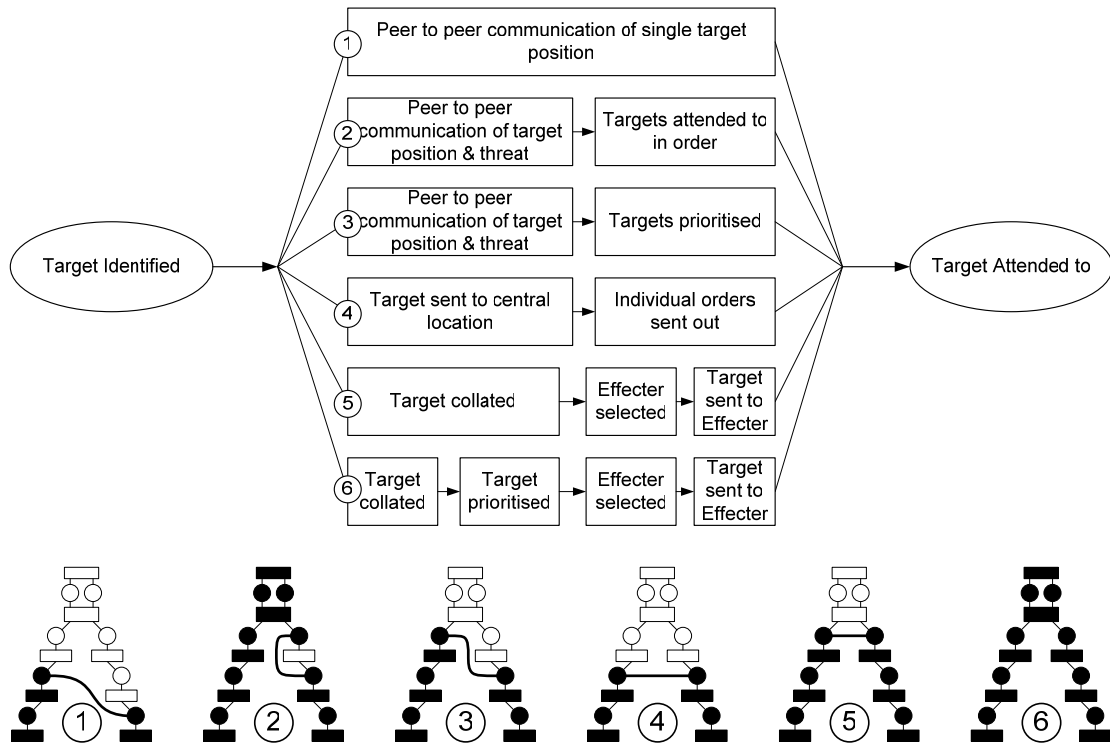 1
Peer to peer communication of single target
position
2
Peer to peer
communication of target
position & threat
Targets attended to
in order
3
Peer to peer
communication of target
position & threat
Targets prioritised
Target Identified
Target Attended to
4
Target sent to central
location
Individual orders
sent out
5
Target collated
Effecter
selected
Target
sent to
Effecter
6
Target
collated
Target
prioritised
Effecter
selected
Target
sent to
Effecter
1
2
3
4
5
6